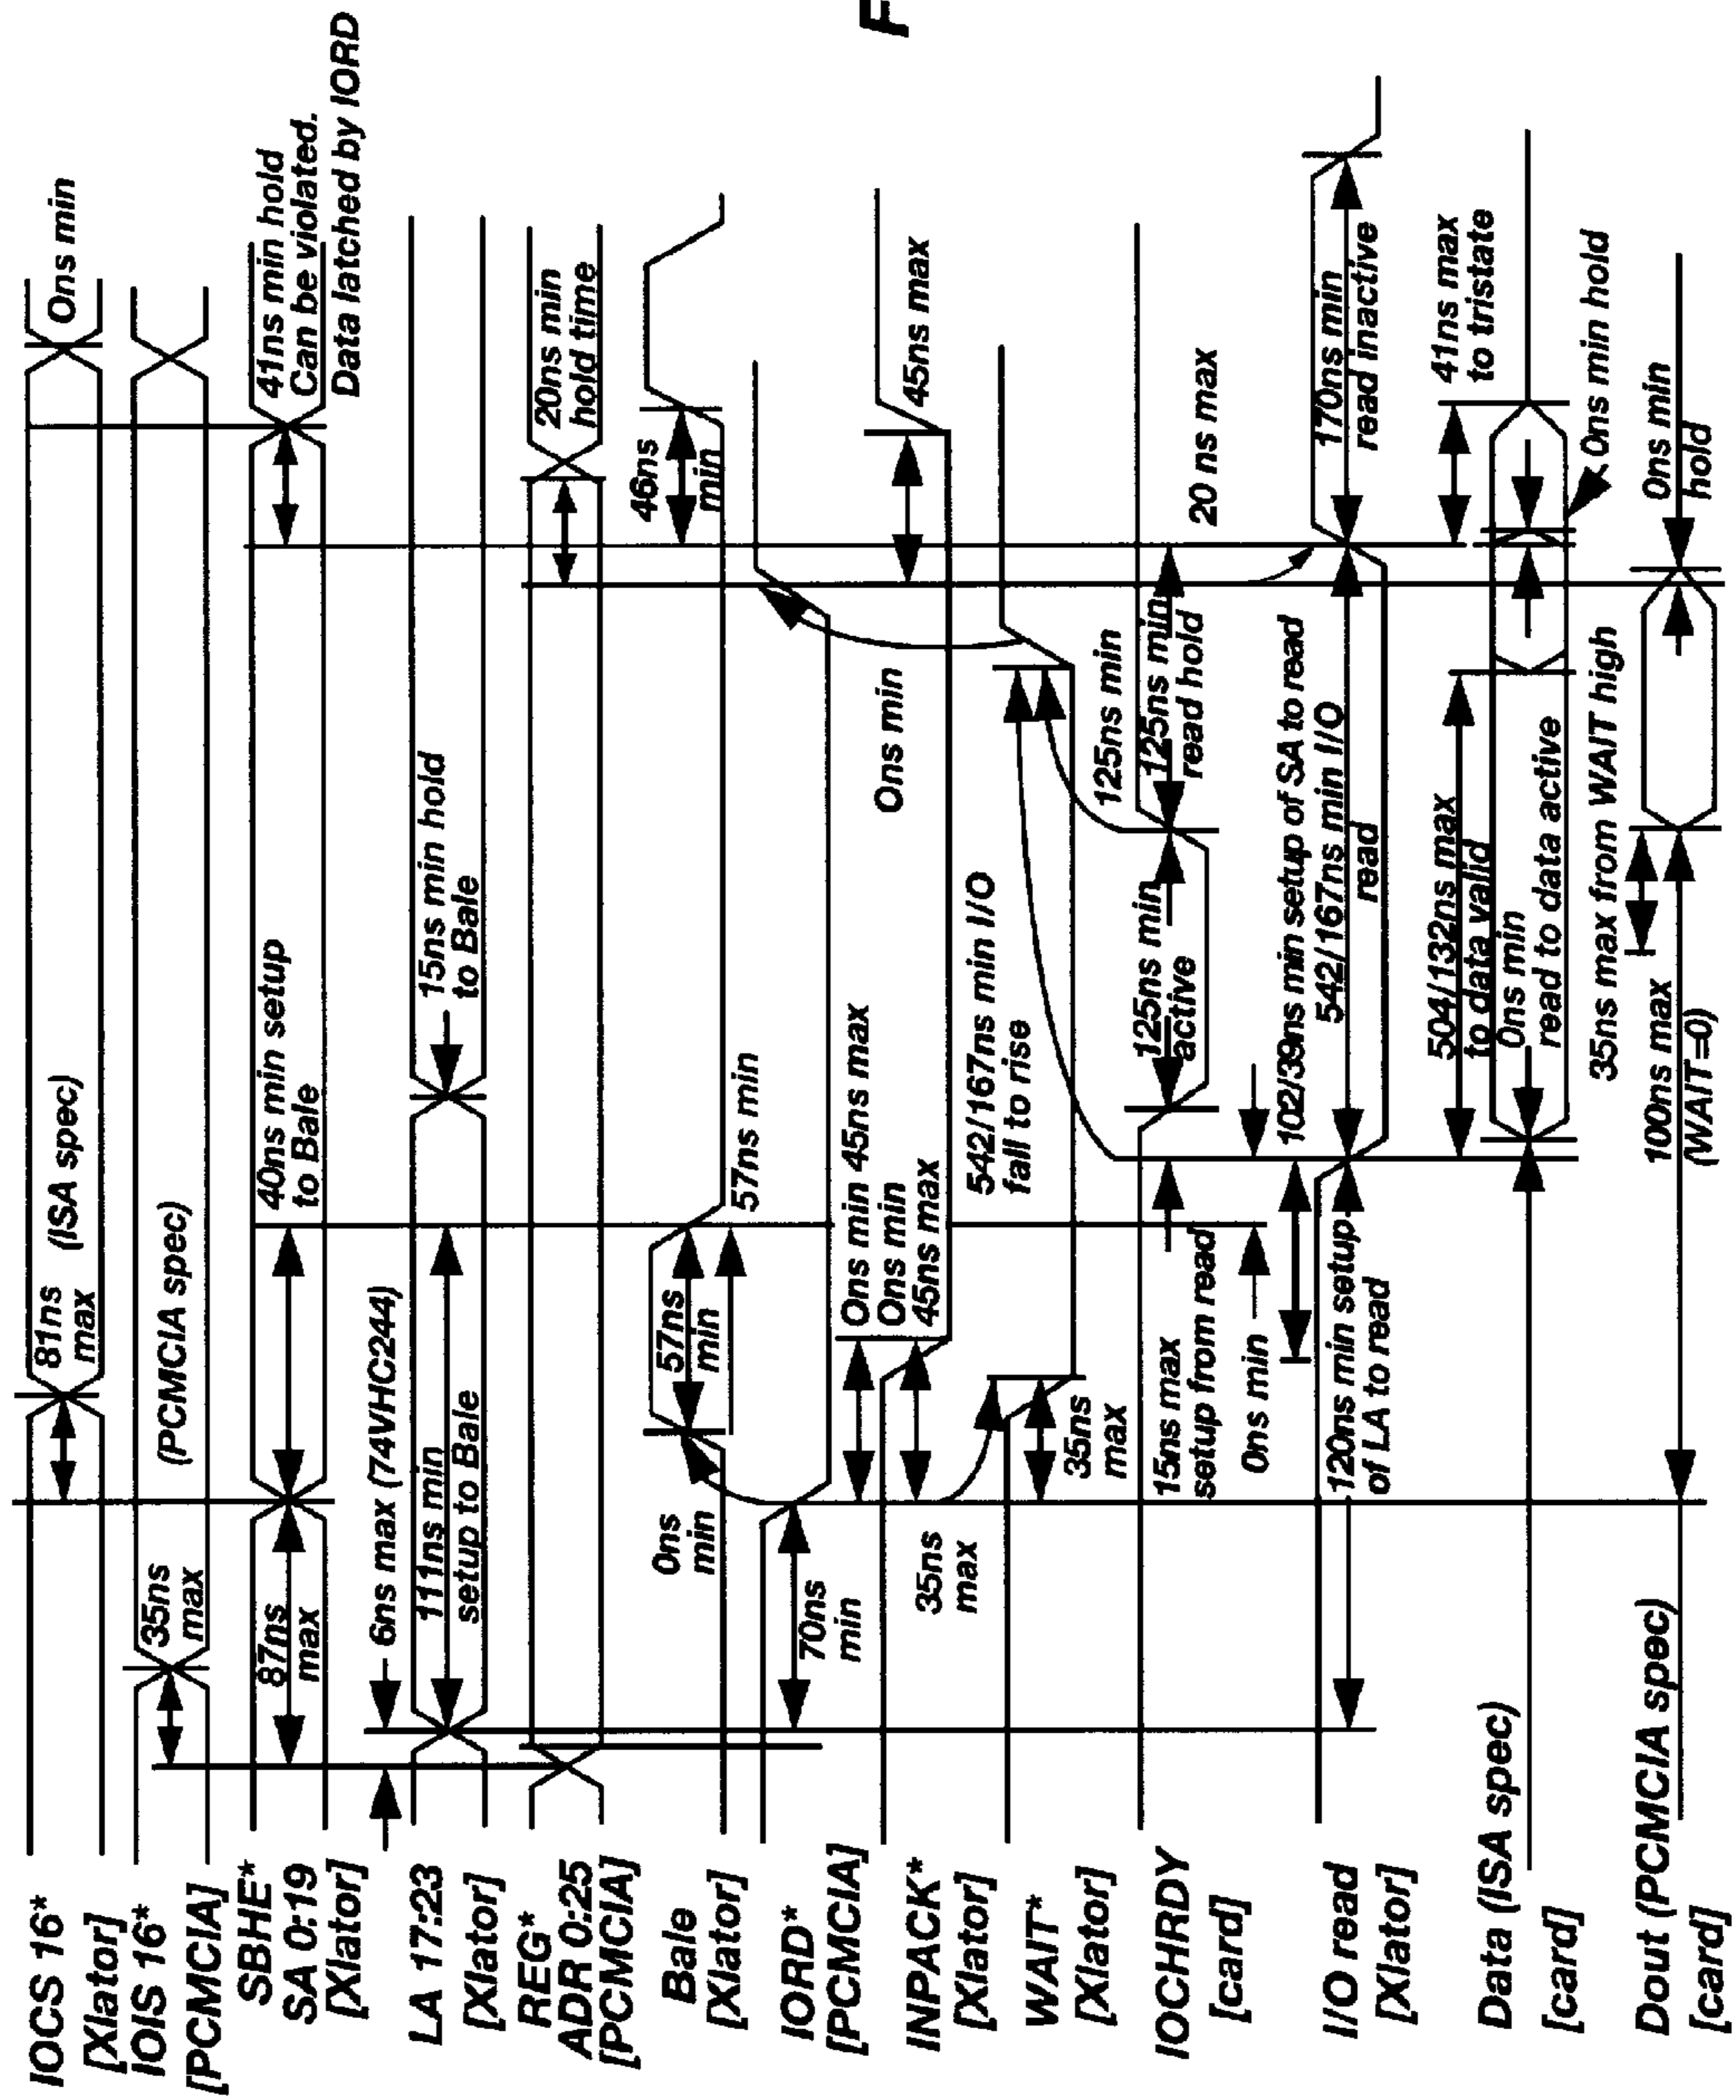 IOCS 16*
[Xlator]
81ns
max
(ISA spec)
0ns min
IOIS 16*
[PCMCIA]
35ns
max
(PCMCIA spec)
SBHE*
SA 0:19
[Xlator]
87ns
max
40ns min setup
to Bale
41ns min hold
Can be violated.
Data latched by IORD
6ns max (74VHC244)
LA 17:23
[Xlator]
111ns min
setup to Bale
15ns min hold
to Bale
REG*
ADR 0:25
[PCMCIA]
20ns min
hold time
Bale
[Xlator]
0ns
min
57ns
min
57ns min
46ns
min
IORD*
[PCMCIA]
70ns
min
0ns min 45ns max
0ns min
45ns max
0ns min
45ns max
INPACK*
[Xlator]
35ns
max
WAIT*
[Xlator]
35ns
max
542/167ns min I/O
fall to rise
125ns min
IOCHRDY
[card]
15ns max
setup from read
125ns min
active
125ns min
read hold
20 ns max
0ns min
102/39ns min setup of SA to read
I/O read
[Xlator]
120ns min setup
of LA to read
542/167ns min I/O
read
170ns min
read inactive
Data (ISA spec)
[card]
504/132ns max
to data valid
0ns min
read to data active
41ns max
to tristate
0ns min hold
35ns max from WAIT high
Dout (PCMCIA spec)
[card]
100ns max
(WAIT=0)
0ns min
hold
F